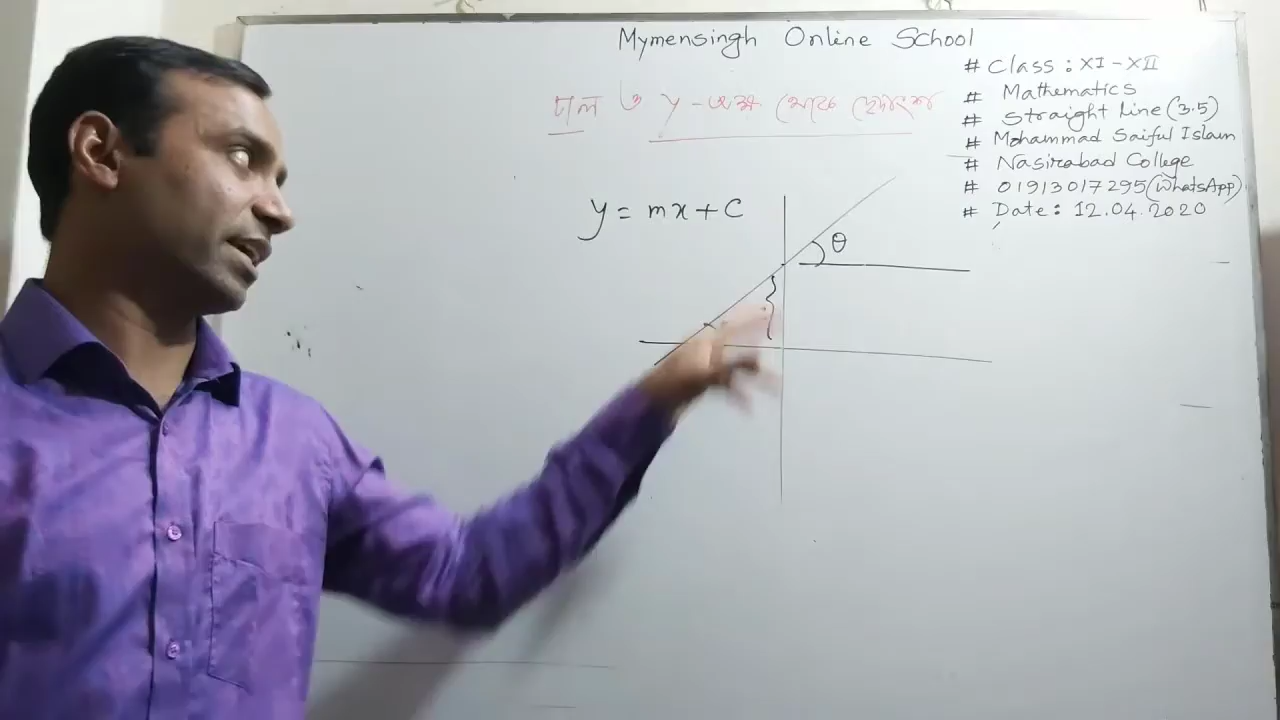 Mymensingh Online School
# Class : XI - XII
# Mathematics
# Straight Line (3.5)
# Mohammad Saiful Islam
# Nasirabad College
# 01913017295 (WhatsApp)
# Date : 12.04.2020
ঢাল ও y-অক্ষ থেকে ছেদাংশ
y = mx + c
θ